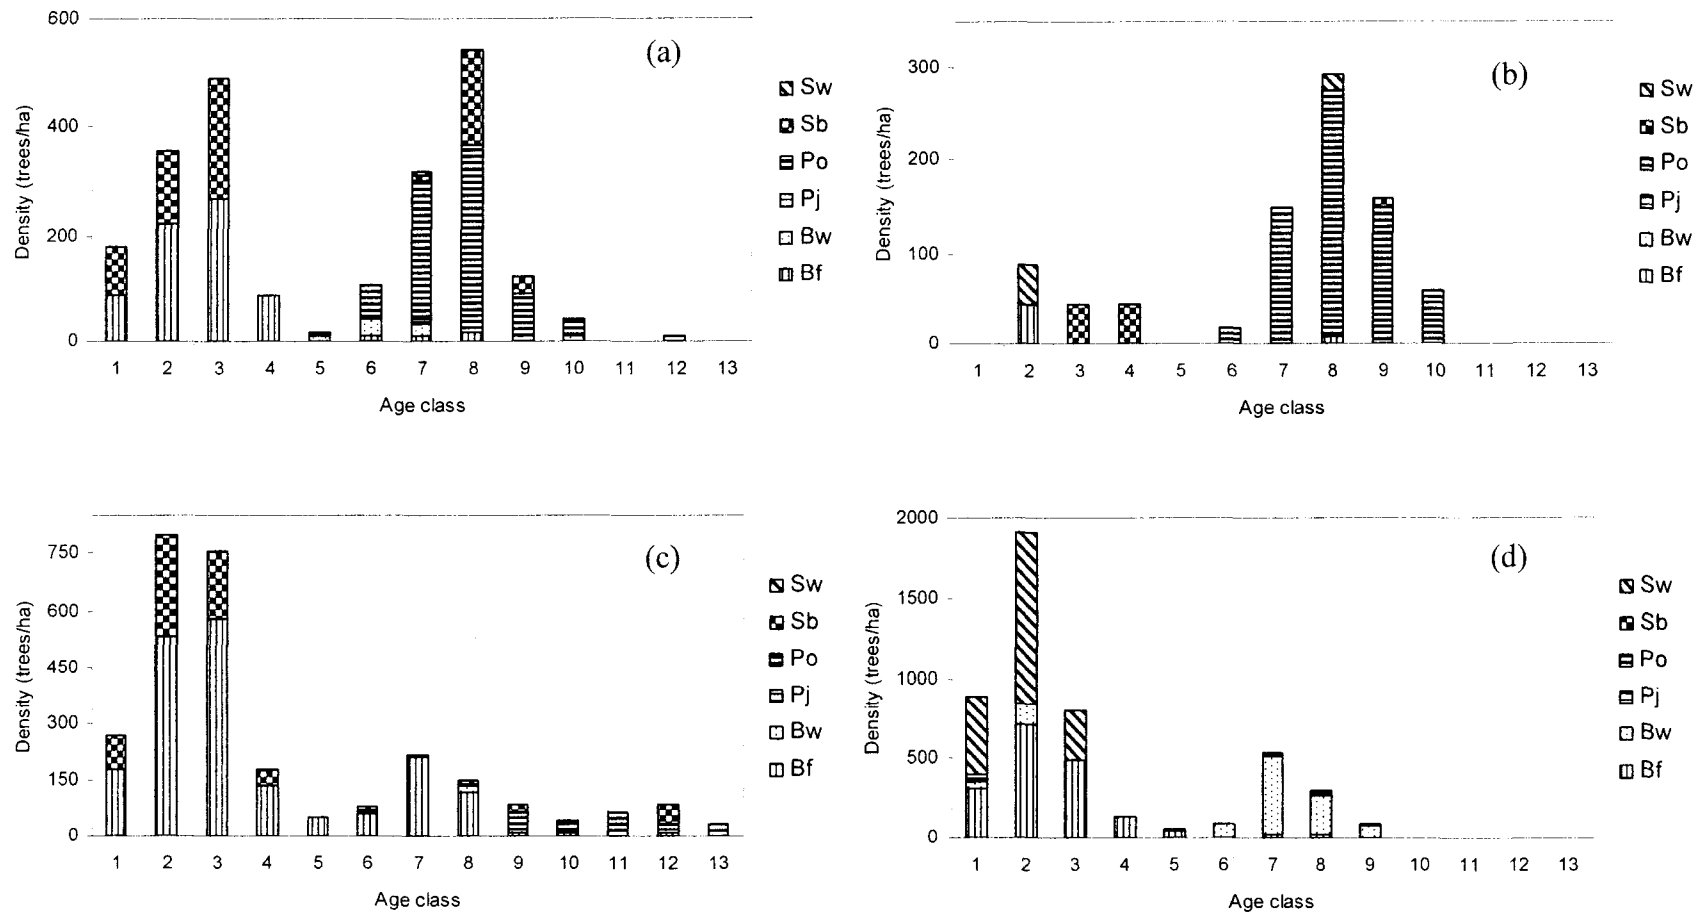 600
400
200
0
Density (trees/ha)
1 2 3 4 5 6 7 8 9 10 11 12 13
Age class
(a)
Sw
Sb
Po
Pj
Bw
Bf
300
200
100
0
Density (trees/ha)
1 2 3 4 5 6 7 8 9 10 11 12 13
Age class
(b)
Sw
Sb
Po
Pj
Bw
Bf
750
600
450
300
150
0
Density (trees/ha)
1 2 3 4 5 6 7 8 9 10 11 12 13
Age class
(c)
Sw
Sb
Po
Pj
Bw
Bf
2000
1500
1000
500
0
Density (trees/ha)
1 2 3 4 5 6 7 8 9 10 11 12 13
Age class
(d)
Sw
Sb
Po
Pj
Bw
Bf